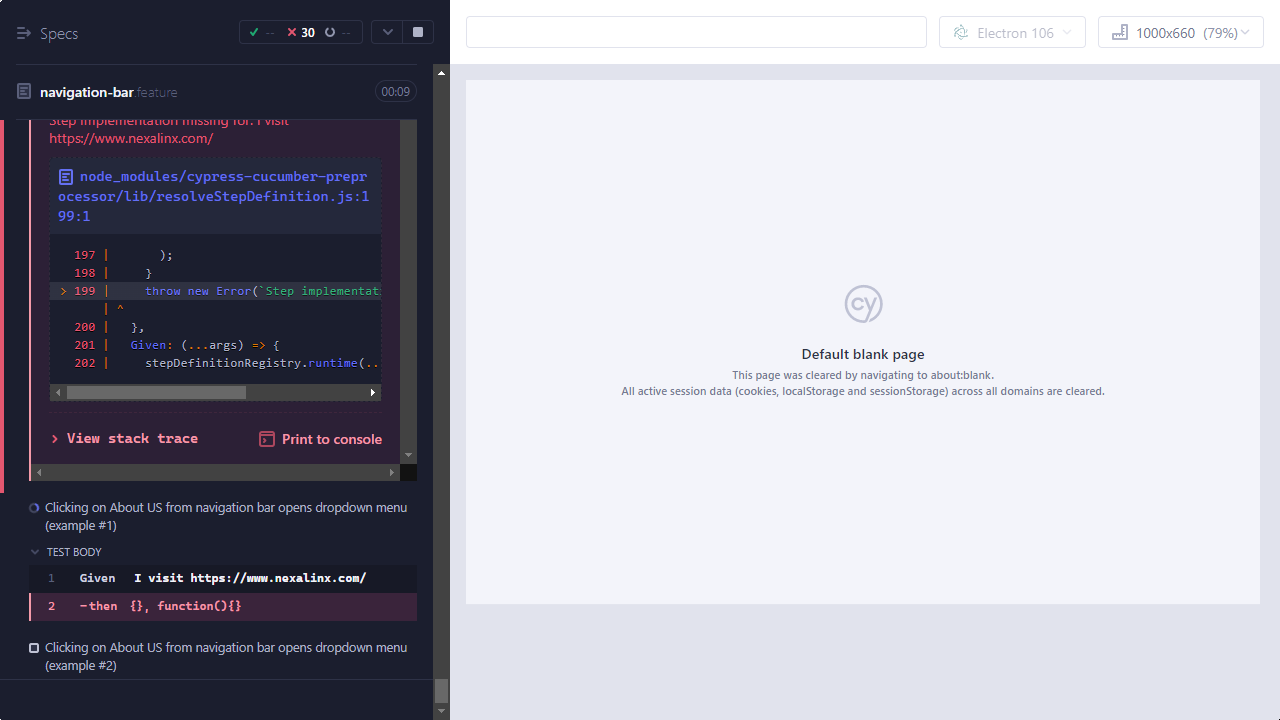 Specs
-- 30 --
Electron 106
1000x660 (79%)
navigation-bar.feature
00:09
Step implementation missing for: I visit
https://www.nexalinx.com/
node_modules/cypress-cucumber-prepr
ocessor/lib/resolveStepDefinition.js:1
99:1
197 | );
198 | }
> 199 | throw new Error(`Step implementati
| ^
200 | },
201 | Given: (...args) => {
202 | stepDefinitionRegistry.runtime(..
View stack trace
Print to console
Clicking on About US from navigation bar opens dropdown menu
(example #1)
TEST BODY
1 Given I visit https://www.nexalinx.com/
2 -then {}, function(){}
Clicking on About US from navigation bar opens dropdown menu
(example #2)
cy
Default blank page
This page was cleared by navigating to about:blank.
All active session data (cookies, localStorage and sessionStorage) across all domains are cleared.